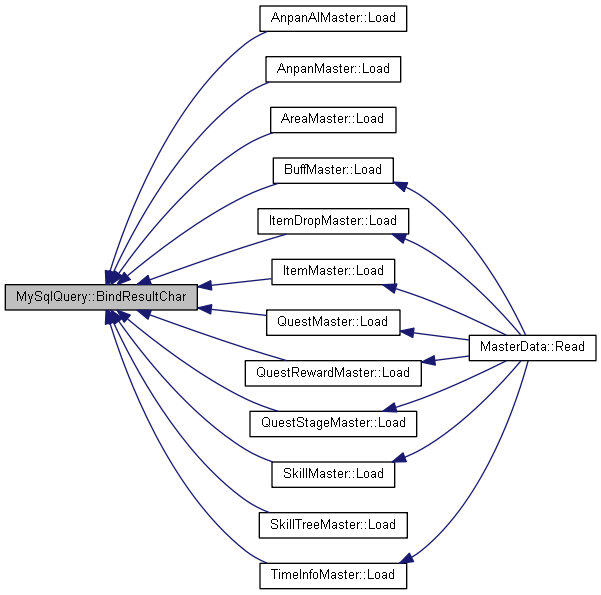 AnpanAIMaster::Load
AnpanMaster::Load
AreaMaster::Load
BuffMaster::Load
ItemDropMaster::Load
ItemMaster::Load
MySqlQuery::BindResultChar
QuestMaster::Load
MasterData::Read
QuestRewardMaster::Load
QuestStageMaster::Load
SkillMaster::Load
SkillTreeMaster::Load
TimeInfoMaster::Load